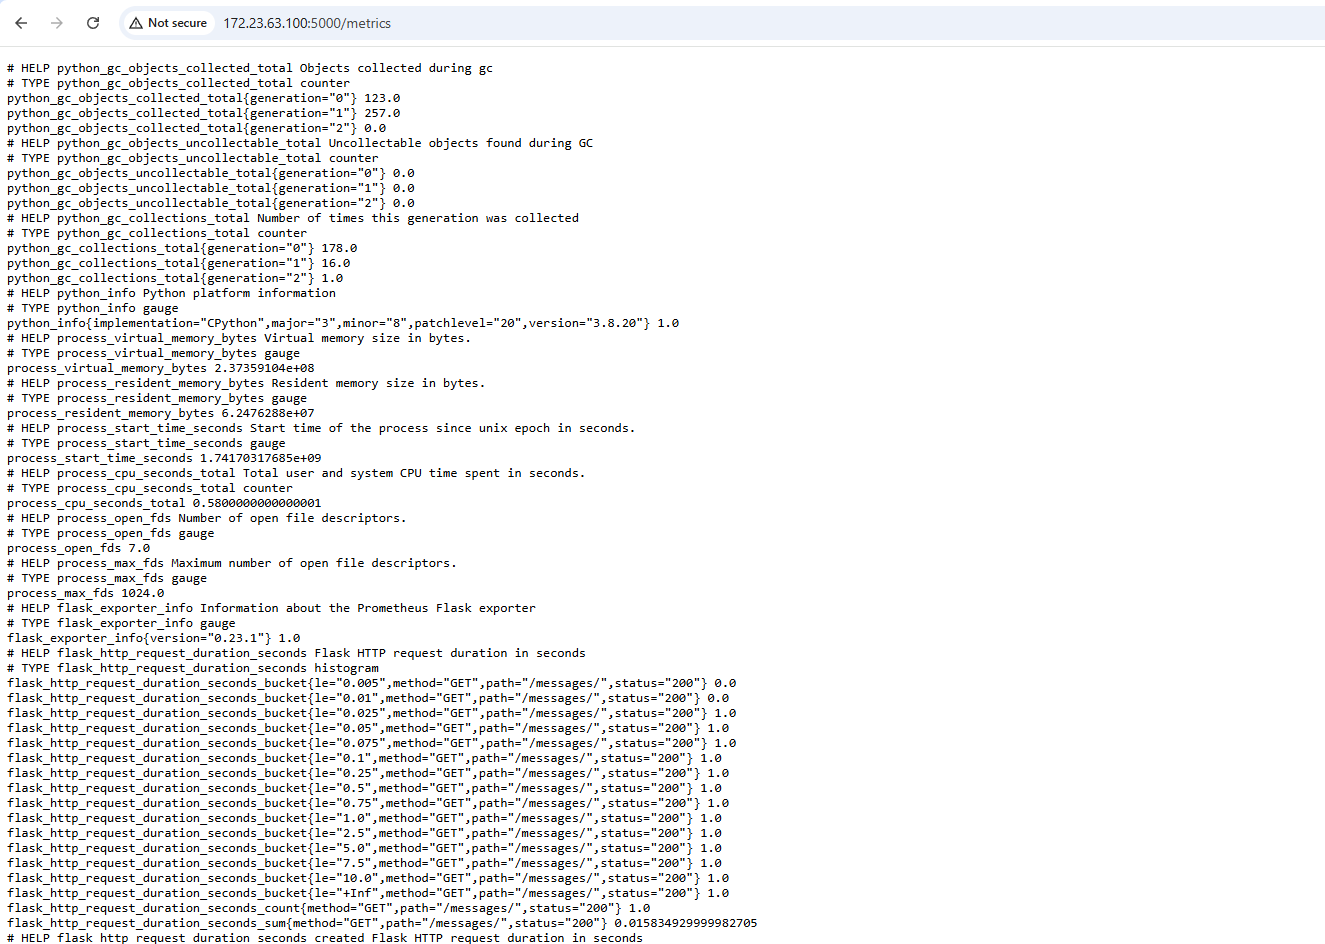 Not secure 172.23.63.100:5000/metrics
# HELP python_gc_objects_collected_total Objects collected during gc
# TYPE python_gc_objects_collected_total counter
python_gc_objects_collected_total{generation="0"} 123.0
python_gc_objects_collected_total{generation="1"} 257.0
python_gc_objects_collected_total{generation="2"} 0.0
# HELP python_gc_objects_uncollectable_total Uncollectable objects found during GC
# TYPE python_gc_objects_uncollectable_total counter
python_gc_objects_uncollectable_total{generation="0"} 0.0
python_gc_objects_uncollectable_total{generation="1"} 0.0
python_gc_objects_uncollectable_total{generation="2"} 0.0
# HELP python_gc_collections_total Number of times this generation was collected
# TYPE python_gc_collections_total counter
python_gc_collections_total{generation="0"} 178.0
python_gc_collections_total{generation="1"} 16.0
python_gc_collections_total{generation="2"} 1.0
# HELP python_info Python platform information
# TYPE python_info gauge
python_info{implementation="CPython",major="3",minor="8",patchlevel="20",version="3.8.20"} 1.0
# HELP process_virtual_memory_bytes Virtual memory size in bytes.
# TYPE process_virtual_memory_bytes gauge
process_virtual_memory_bytes 2.37359104e+08
# HELP process_resident_memory_bytes Resident memory size in bytes.
# TYPE process_resident_memory_bytes gauge
process_resident_memory_bytes 6.2476288e+07
# HELP process_start_time_seconds Start time of the process since unix epoch in seconds.
# TYPE process_start_time_seconds gauge
process_start_time_seconds 1.74170317685e+09
# HELP process_cpu_seconds_total Total user and system CPU time spent in seconds.
# TYPE process_cpu_seconds_total counter
process_cpu_seconds_total 0.5800000000000001
# HELP process_open_fds Number of open file descriptors.
# TYPE process_open_fds gauge
process_open_fds 7.0
# HELP process_max_fds Maximum number of open file descriptors.
# TYPE process_max_fds gauge
process_max_fds 1024.0
# HELP flask_exporter_info Information about the Prometheus Flask exporter
# TYPE flask_exporter_info gauge
flask_exporter_info{version="0.23.1"} 1.0
# HELP flask_http_request_duration_seconds Flask HTTP request duration in seconds
# TYPE flask_http_request_duration_seconds histogram
flask_http_request_duration_seconds_bucket{le="0.005",method="GET",path="/messages/",status="200"} 0.0
flask_http_request_duration_seconds_bucket{le="0.01",method="GET",path="/messages/",status="200"} 0.0
flask_http_request_duration_seconds_bucket{le="0.025",method="GET",path="/messages/",status="200"} 1.0
flask_http_request_duration_seconds_bucket{le="0.05",method="GET",path="/messages/",status="200"} 1.0
flask_http_request_duration_seconds_bucket{le="0.075",method="GET",path="/messages/",status="200"} 1.0
flask_http_request_duration_seconds_bucket{le="0.1",method="GET",path="/messages/",status="200"} 1.0
flask_http_request_duration_seconds_bucket{le="0.25",method="GET",path="/messages/",status="200"} 1.0
flask_http_request_duration_seconds_bucket{le="0.5",method="GET",path="/messages/",status="200"} 1.0
flask_http_request_duration_seconds_bucket{le="0.75",method="GET",path="/messages/",status="200"} 1.0
flask_http_request_duration_seconds_bucket{le="1.0",method="GET",path="/messages/",status="200"} 1.0
flask_http_request_duration_seconds_bucket{le="2.5",method="GET",path="/messages/",status="200"} 1.0
flask_http_request_duration_seconds_bucket{le="5.0",method="GET",path="/messages/",status="200"} 1.0
flask_http_request_duration_seconds_bucket{le="7.5",method="GET",path="/messages/",status="200"} 1.0
flask_http_request_duration_seconds_bucket{le="10.0",method="GET",path="/messages/",status="200"} 1.0
flask_http_request_duration_seconds_bucket{le="+Inf",method="GET",path="/messages/",status="200"} 1.0
flask_http_request_duration_seconds_count{method="GET",path="/messages/",status="200"} 1.0
flask_http_request_duration_seconds_sum{method="GET",path="/messages/",status="200"} 0.015834929999982705
# HELP flask_http_request_duration_seconds_created Flask HTTP request duration in seconds